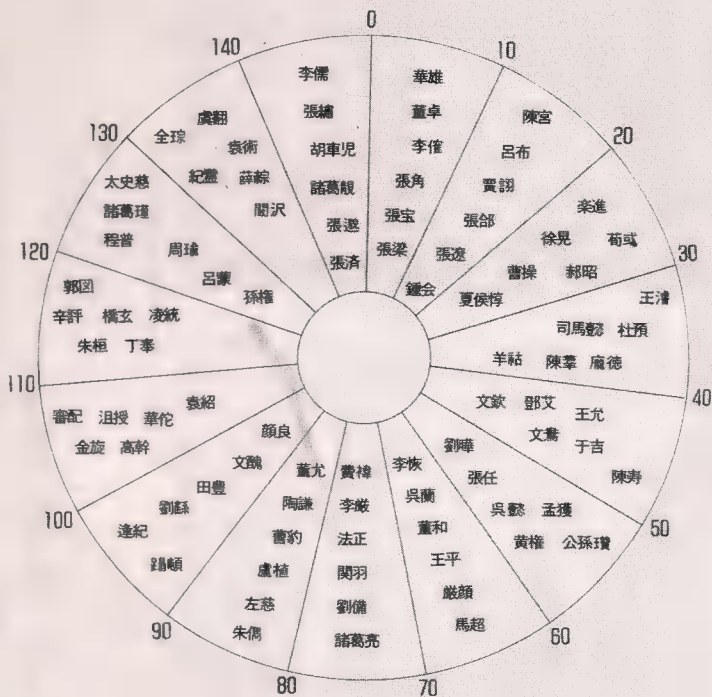 0
華雄
董卓
李傕
張角
張宝
張梁
10
陳宮
呂布
賈詡
張郃
張遼
鍾会
20
楽進
徐晃 荀彧
曹操 郝昭
夏侯惇
30
王濬
司馬懿 杜預
羊祜 陳羣 龐徳
40
文欽 鄧艾 王允
文鴦 于吉
陳寿
50
劉曄
張任
呉懿 孟獲
黄権 公孫瓚
60
李恢
呉蘭
董和
王平
厳顔
馬超
70
費褘
李厳
法正
関羽
劉備
諸葛亮
80
董允
陶謙
曹豹
盧植
左慈
朱儁
90
顔良
文醜
田豊
劉繇
逢紀
蹋頓
100
袁紹
審配 沮授 華佗
金旋 高幹
110
郭図
辛評 橋玄 凌統
朱桓 丁奉
120
太史慈
諸葛瑾
程普
周瑜
呂蒙
孫権
130
虞翻
全琮 袁術
紀霊 薛綜
闞沢
140
李儒
張繍
胡車児
諸葛靚
張邈
張済